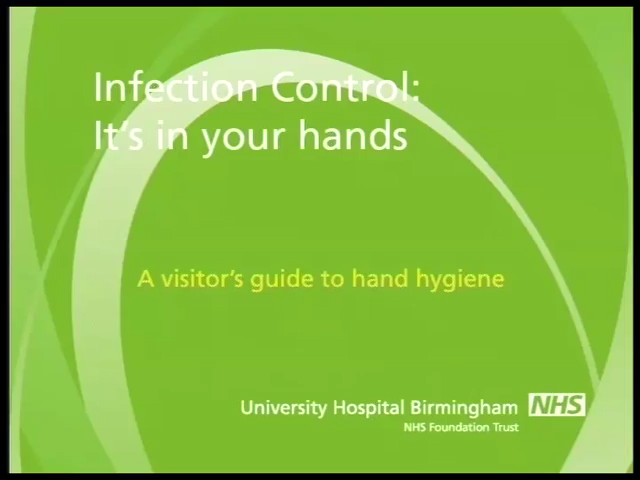 Infection Control:
It's in your hands
A visitor's guide to hand hygiene
University Hospital Birmingham NHS
NHS Foundation Trust